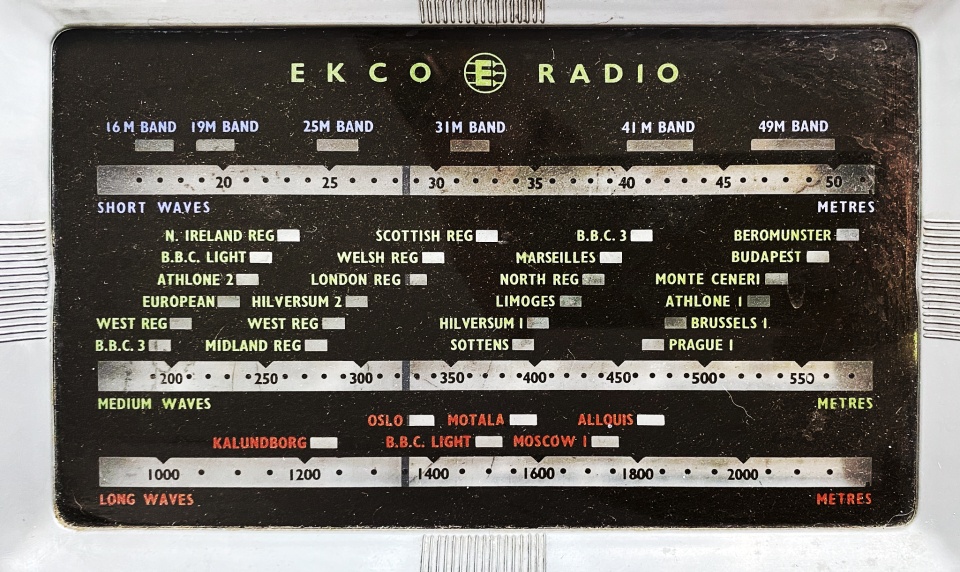 EKCO E RADIO
16M BAND 19M BAND 25M BAND 31M BAND 41M BAND 49M BAND
20 25 30 35 40 45 50
SHORT WAVES METRES
N. IRELAND REG SCOTTISH REG B.B.C. 3 BEROMUNSTER
B.B.C. LIGHT WELSH REG MARSEILLES BUDAPEST
ATHLONE 2 LONDON REG NORTH REG MONTE CENERI
EUROPEAN HILVERSUM 2 LIMOGES ATHLONE 1
WEST REG WEST REG HILVERSUM 1 BRUSSELS 1
B.B.C. 3 MIDLAND REG SOTTENS PRAGUE 1
200 250 300 350 400 450 500 550
MEDIUM WAVES METRES
OSLO MOTALA ALLOUIS
KALUNDBORG B.B.C. LIGHT MOSCOW 1
1000 1200 1400 1600 1800 2000
LONG WAVES METRES